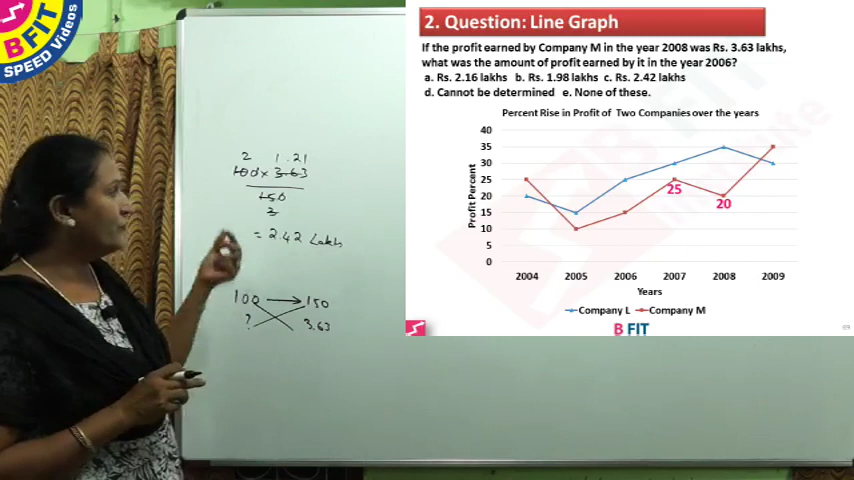 B FIT
SPEED Videos
2. Question: Line Graph
If the profit earned by Company M in the year 2008 was Rs. 3.63 lakhs,
what was the amount of profit earned by it in the year 2006?
a. Rs. 2.16 lakhs b. Rs. 1.98 lakhs c. Rs. 2.42 lakhs
d. Cannot be determined e. None of these.
Percent Rise in Profit of Two Companies over the years
Profit Percent
40
35
30
25
20
15
10
5
0
25
20
2004 2005 2006 2007 2008 2009
Years
Company L Company M
B FIT
2 1.21
100 × 3.63
150
3
= 2.42 Lakhs
100 → 150
? 3.63